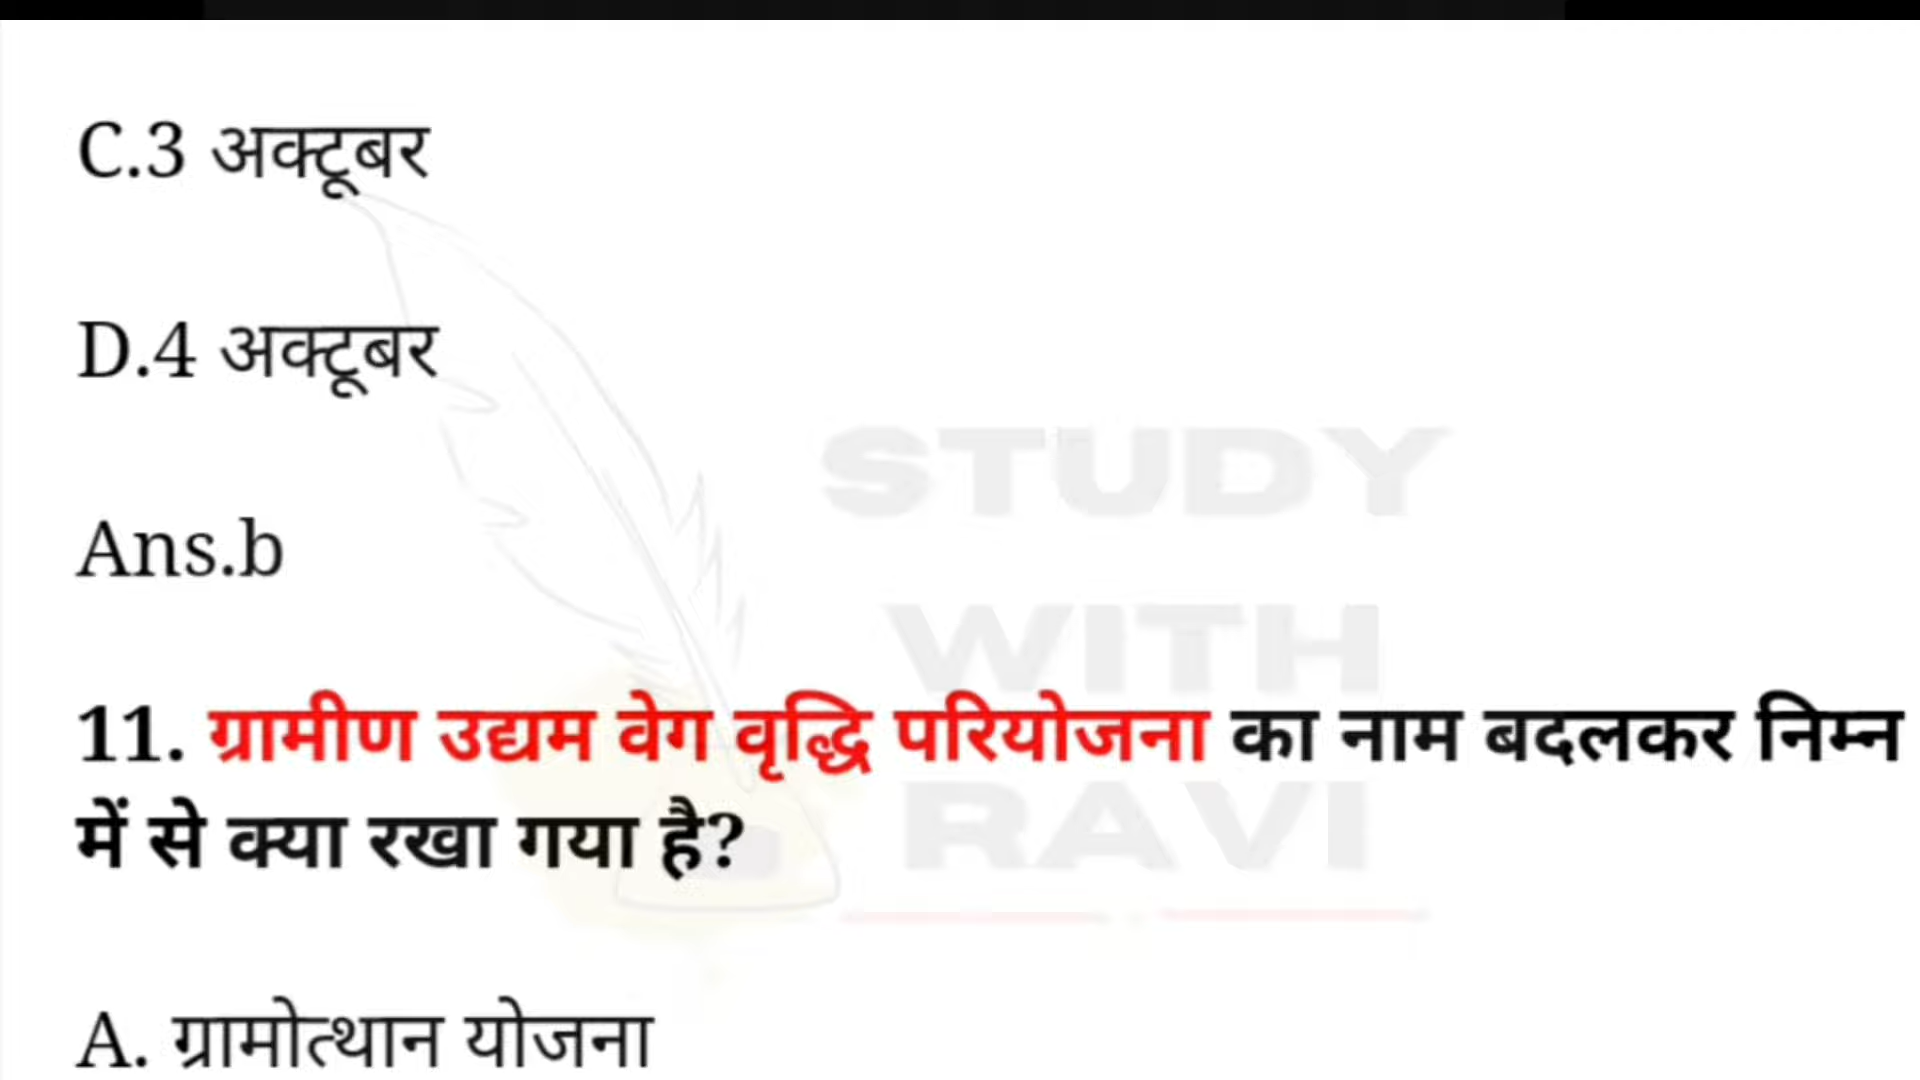 C.3 अक्टूबर
D.4 अक्टूबर
Ans.b
STUDY
WITH
11. ग्रामीण उद्यम वेग वृद्धि परियोजना का नाम बदलकर निम्न
में से क्या रखा गया है?
RAVI
A. ग्रामोत्थान योजना